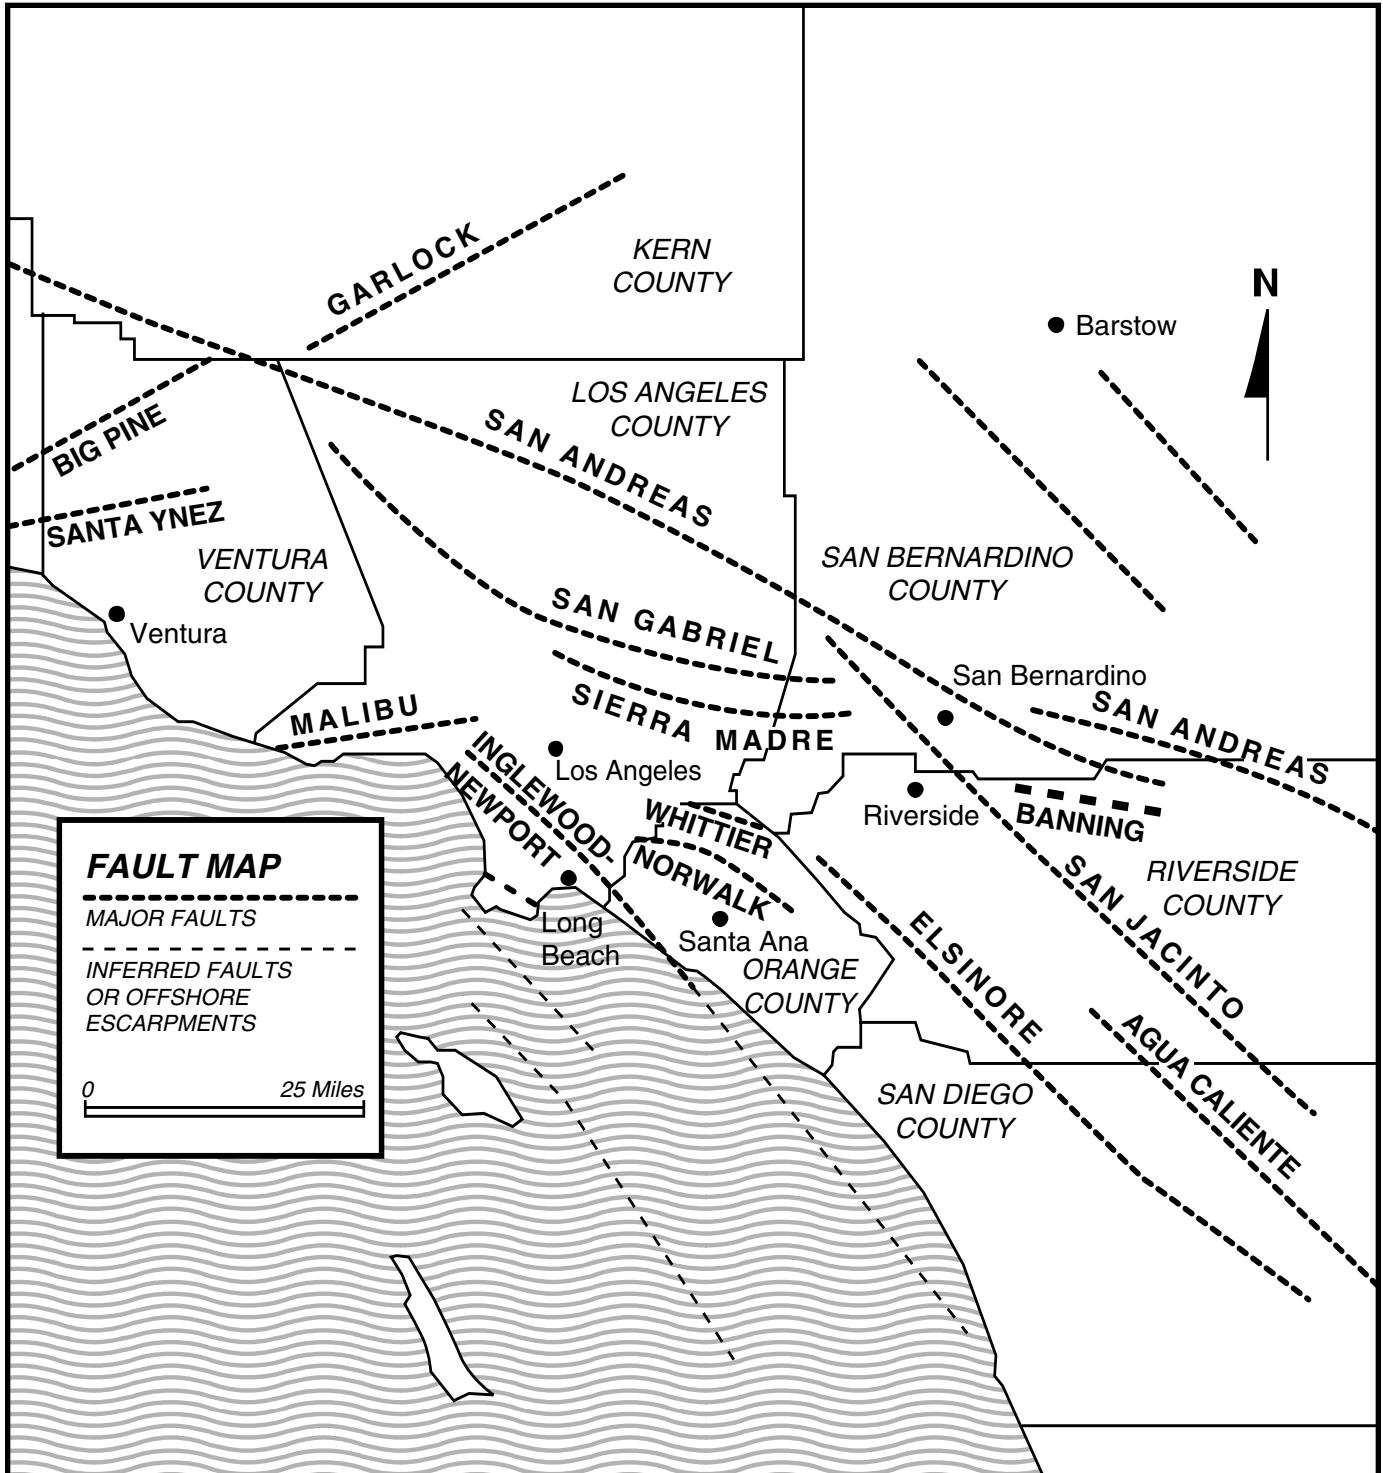 GARLOCK
KERN
COUNTY
N
Barstow
LOS ANGELES
COUNTY
SAN ANDREAS
BIG PINE
SANTA YNEZ
VENTURA
COUNTY
SAN BERNARDINO
COUNTY
Ventura
SAN GABRIEL
San Bernardino
SIERRA MADRE
SAN ANDREAS
MALIBU
INGLEWOOD-
NEWPORT
Los Angeles
Riverside
BANNING
WHITTIER
NORWALK
SAN JACINTO
RIVERSIDE
COUNTY
ELSINORE
Long
Beach
Santa Ana
ORANGE
COUNTY
AGUA CALIENTE
SAN DIEGO
COUNTY
FAULT MAP
MAJOR FAULTS
INFERRED FAULTS
OR OFFSHORE
ESCARPMENTS
0 25 Miles